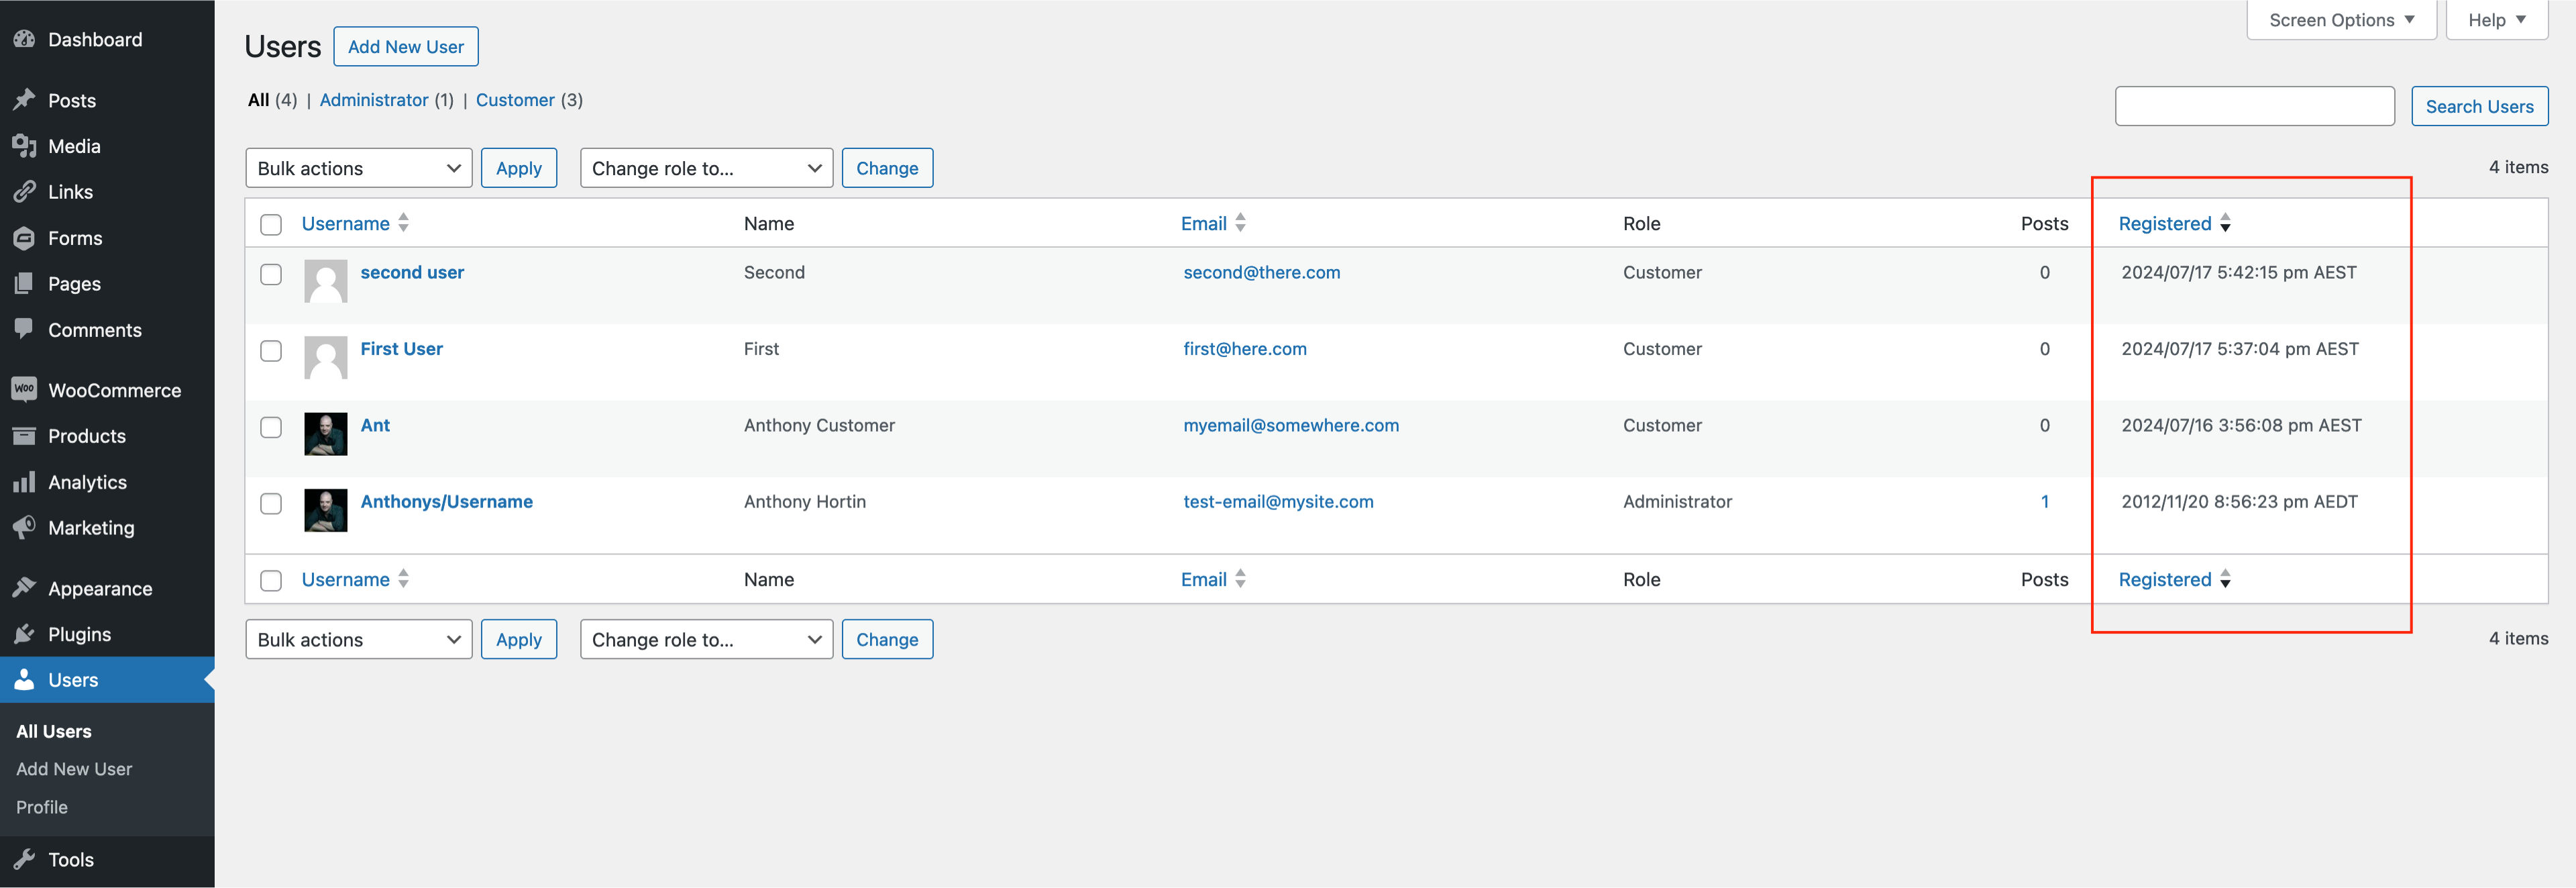 Dashboard
Posts
Media
Links
Forms
Pages
Comments
Woo WooCommerce
Products
Analytics
Marketing
Appearance
Plugins
Users
All Users
Add New User
Profile
Tools
Screen Options ▼ Help ▼
Users Add New User
All (4) | Administrator (1) | Customer (3)
Search Users
Bulk actions Apply Change role to... Change 4 items
Username Name Email Role Posts Registered
second user Second second@there.com Customer 0 2024/07/17 5:42:15 pm AEST
First User First first@here.com Customer 0 2024/07/17 5:37:04 pm AEST
Ant Anthony Customer myemail@somewhere.com Customer 0 2024/07/16 3:56:08 pm AEST
Anthonys/Username Anthony Hortin test-email@mysite.com Administrator 1 2012/11/20 8:56:23 pm AEDT
Username Name Email Role Posts Registered
Bulk actions Apply Change role to... Change 4 items